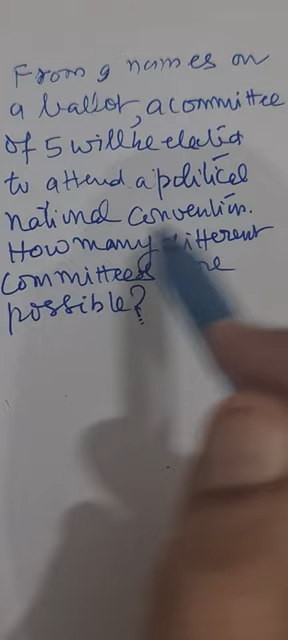 From 9 names on
a ballot, a committee
of 5 will be elected
to attend a political
national convention.
How many different
committees
possible?